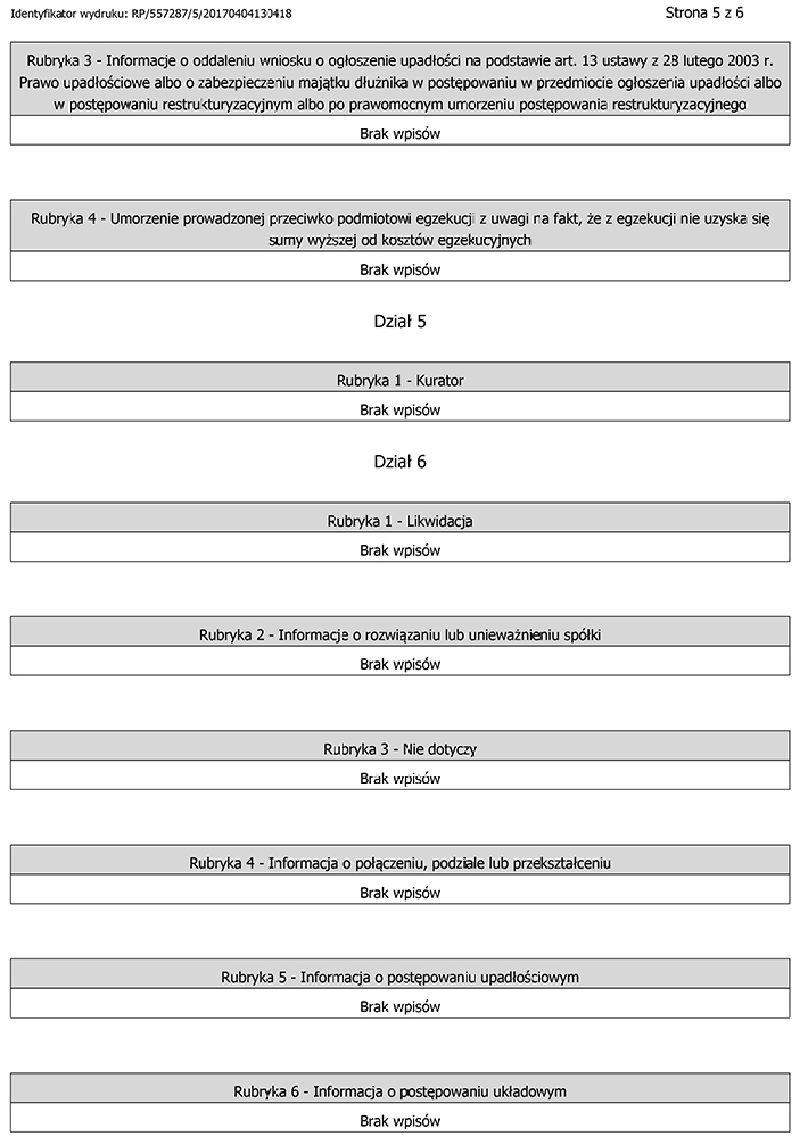 Identyfikator wydruku: RP/557287/5/20170404130418
Strona 5 z 6
Rubryka 3 - Informacje o oddaleniu wniosku o ogłoszenie upadłości na podstawie art. 13 ustawy z 28 lutego 2003 r.
Prawo upadłościowe albo o zabezpieczeniu majątku dłużnika w postępowaniu w przedmiocie ogłoszenia upadłości albo
w postępowaniu restrukturyzacyjnym albo po prawomocnym umorzeniu postępowania restrukturyzacyjnego
Brak wpisów
Rubryka 4 - Umorzenie prowadzonej przeciwko podmiotowi egzekucji z uwagi na fakt, że z egzekucji nie uzyska się
sumy wyższej od kosztów egzekucyjnych
Brak wpisów
Dział 5
Rubryka 1 - Kurator
Brak wpisów
Dział 6
Rubryka 1 - Likwidacja
Brak wpisów
Rubryka 2 - Informacje o rozwiązaniu lub unieważnieniu spółki
Brak wpisów
Rubryka 3 - Nie dotyczy
Brak wpisów
Rubryka 4 - Informacja o połączeniu, podziale lub przekształceniu
Brak wpisów
Rubryka 5 - Informacja o postępowaniu upadłościowym
Brak wpisów
Rubryka 6 - Informacja o postępowaniu układowym
Brak wpisów